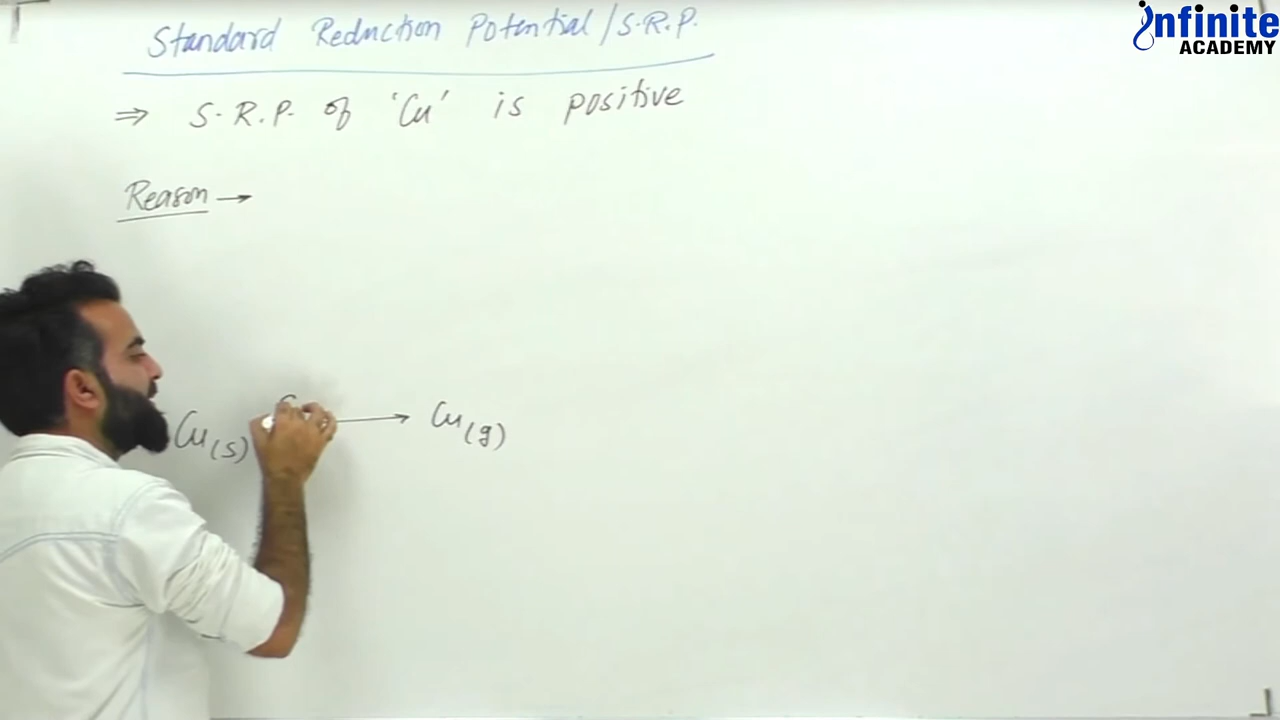 infinite
ACADEMY
Standard Reduction Potential / S.R.P.
⇒ S.R.P. of 'Cu' is positive
Reason →
Cu(s) → Cu(g)